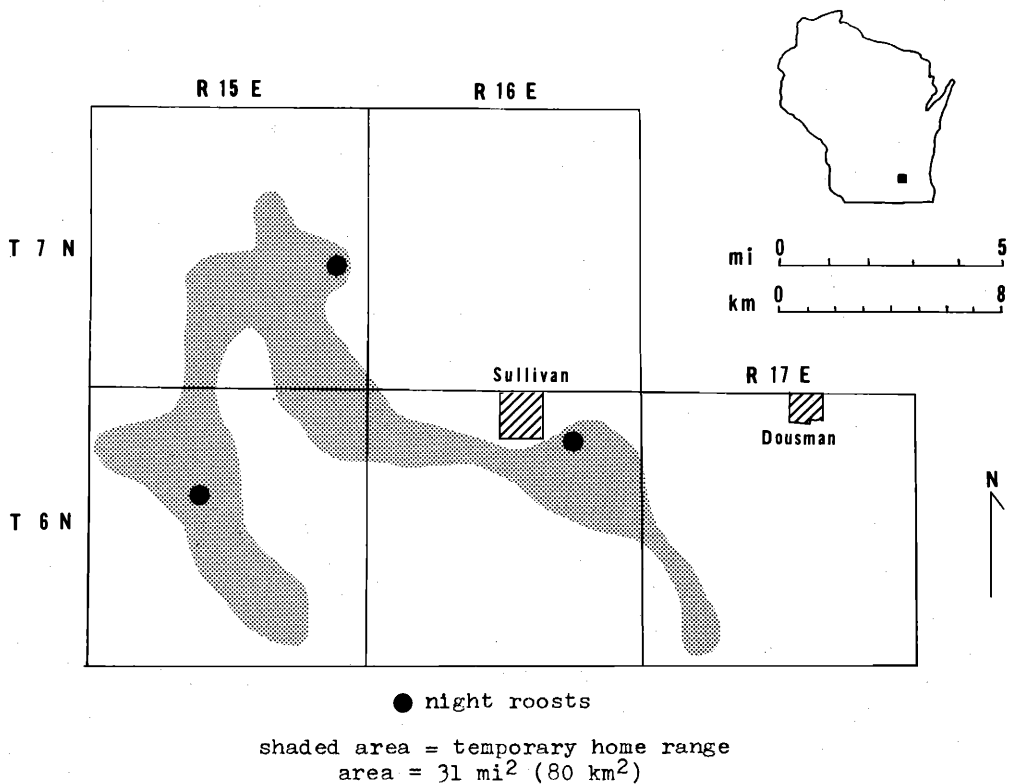 R 15 E
R 16 E
T 7 N
mi 0 5
km 0 8
Sullivan
R 17 E
Dousman
T 6 N
N
night roosts
shaded area = temporary home range
area = 31 mi² (80 km²)